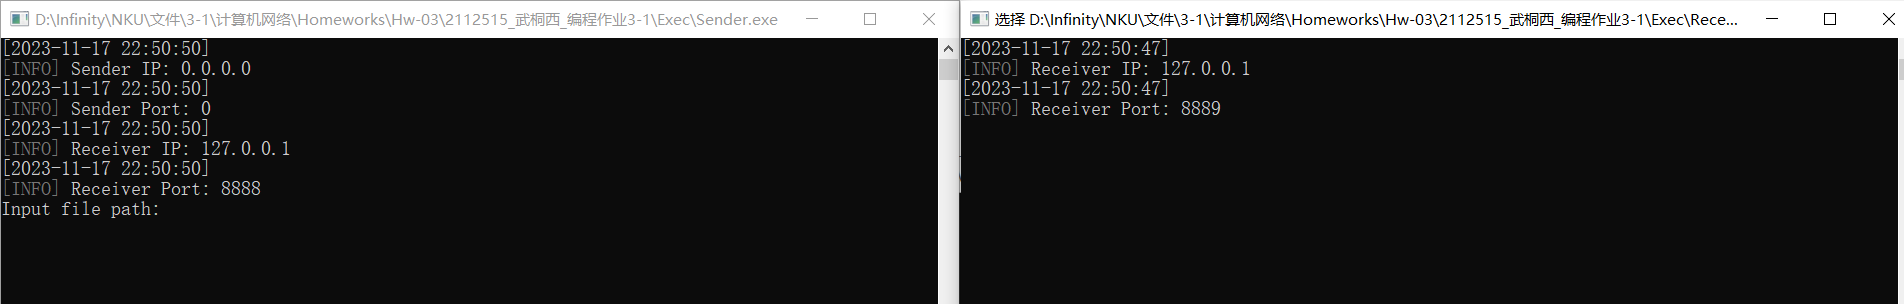 D:\Infinity\NKU\文件\3-1\计算机网络\Homeworks\Hw-03\2112515_武桐西_编程作业3-1\Exec\Sender.exe
[2023-11-17 22:50:50]
[INFO] Sender IP: 0.0.0.0
[2023-11-17 22:50:50]
[INFO] Sender Port: 0
[2023-11-17 22:50:50]
[INFO] Receiver IP: 127.0.0.1
[2023-11-17 22:50:50]
[INFO] Receiver Port: 8888
Input file path:
选择 D:\Infinity\NKU\文件\3-1\计算机网络\Homeworks\Hw-03\2112515_武桐西_编程作业3-1\Exec\Rece...
[2023-11-17 22:50:47]
[INFO] Receiver IP: 127.0.0.1
[2023-11-17 22:50:47]
[INFO] Receiver Port: 8889